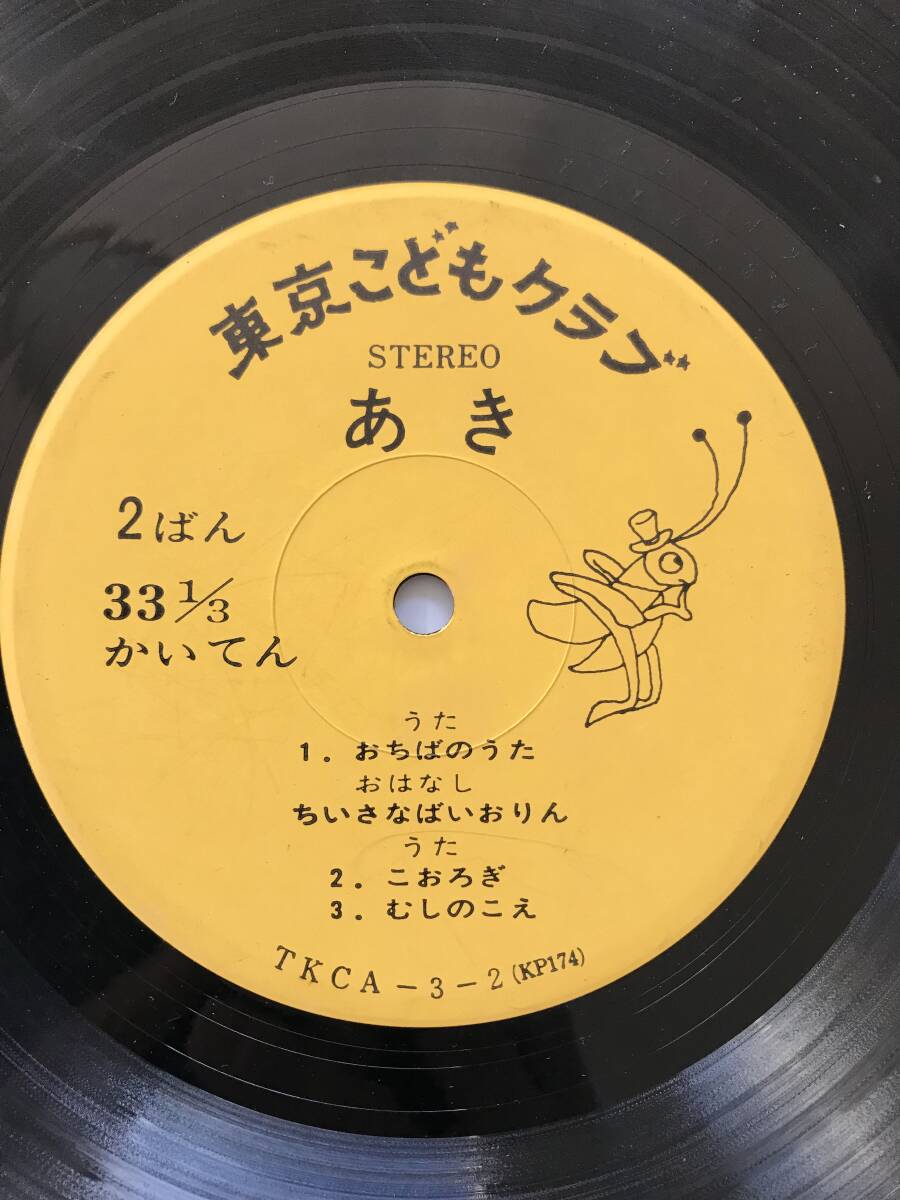 東京こどもクラブ
STEREO
あき
2ばん
33 1/3
かいてん
うた
1. おちばのうた
おはなし
ちいさなばいおりん
うた
2. こおろぎ
3. むしのこえ
TKCA-3-2(KP174)